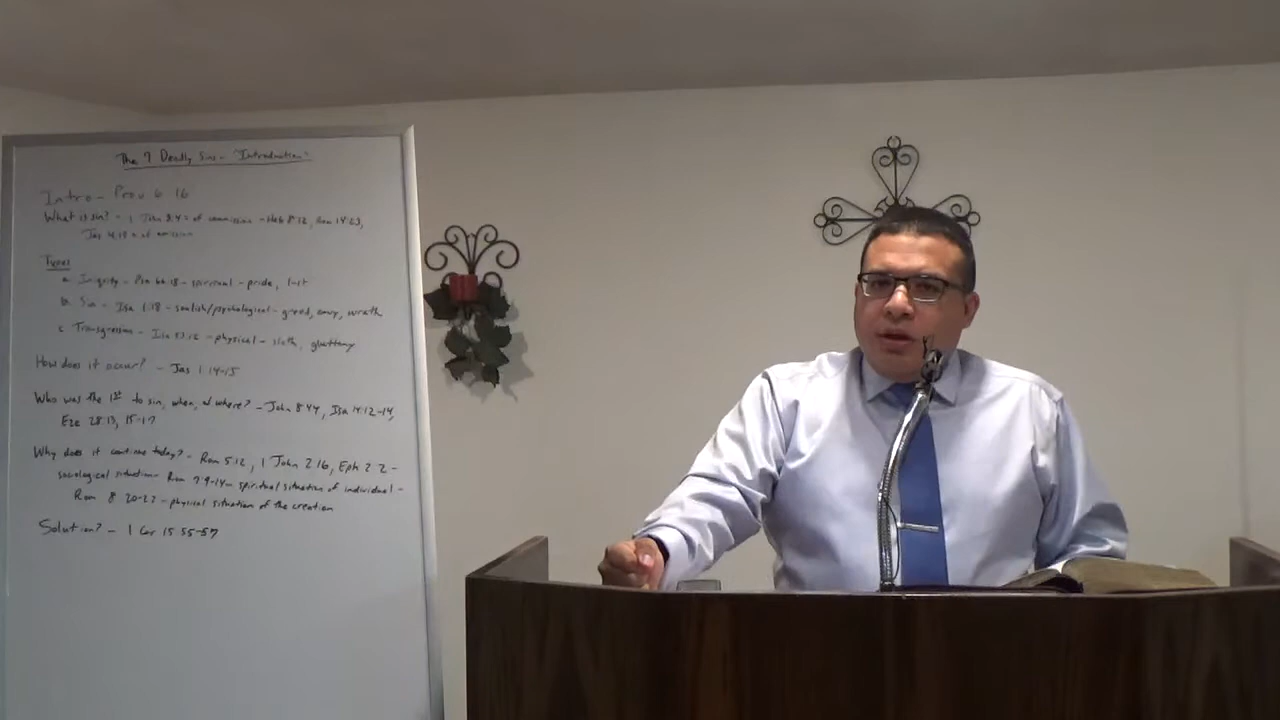 The 7 Deadly Sins - "Introduction"
Intro - Prov 6 16
What is sin? - 1 John 3:4 = of commission - Heb 8:12, Rom 14:23,
Jas 4:17 = of omission
Types
a. Iniquity - Psa 66:18 - spiritual - pride, lust
b. Sin - Isa 1:18 - soulish/psychological - greed, envy, wrath
c. Transgression - Isa 53:12 - physical - sloth, gluttony
How does it occur? - Jas 1:14-15
Who was the 1st to sin, when, & where? - John 8:44, Isa 14:12-14,
Eze 28:13, 15-17
Why does it continue today? - Rom 5:12, 1 John 2 16, Eph 2 2 -
sociological situation - Rom 7 9-14 - spiritual situation of individual -
Rom 8 20-22 - physical situation of the creation
Solution? - 1 Cor 15 55-57